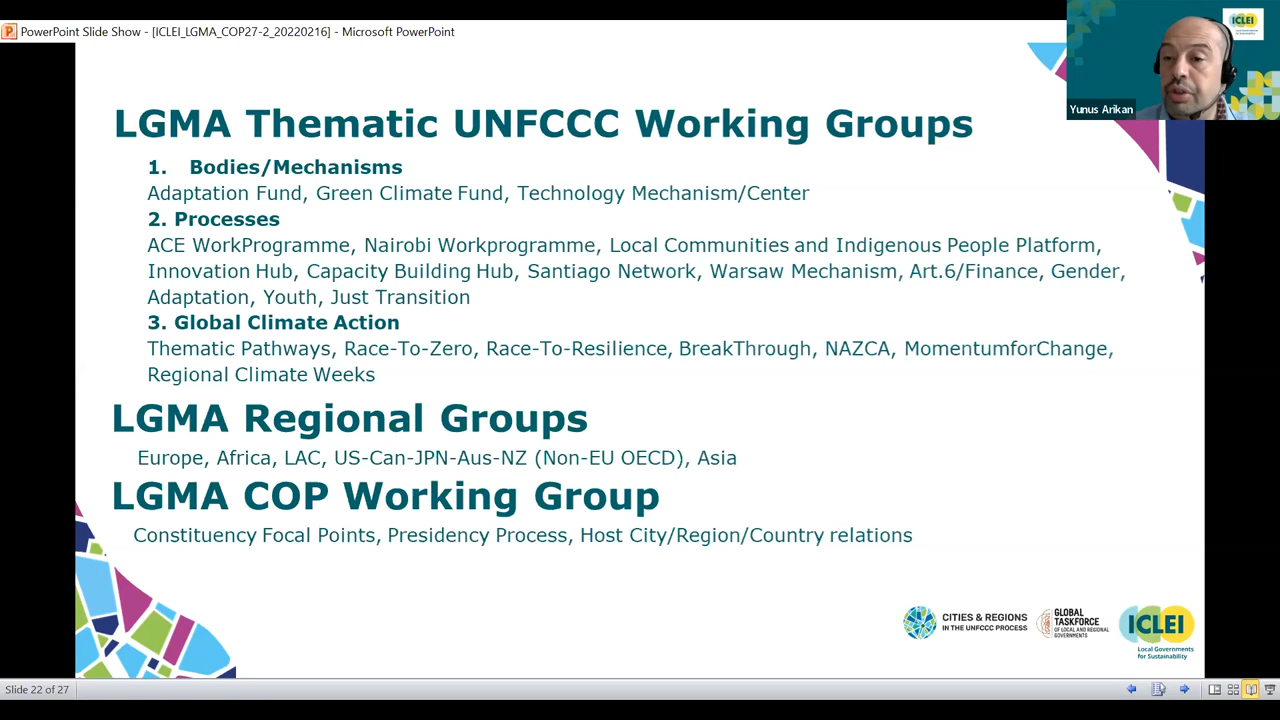 PowerPoint Slide Show - [ICLEI_LGMA_COP27-2_20220216] - Microsoft PowerPoint
ICLEI
Yunus Arikan
LGMA Thematic UNFCCC Working Groups
1. Bodies/Mechanisms
Adaptation Fund, Green Climate Fund, Technology Mechanism/Center
2. Processes
ACE WorkProgramme, Nairobi Workprogramme, Local Communities and Indigenous People Platform,
Innovation Hub, Capacity Building Hub, Santiago Network, Warsaw Mechanism, Art.6/Finance, Gender,
Adaptation, Youth, Just Transition
3. Global Climate Action
Thematic Pathways, Race-To-Zero, Race-To-Resilience, BreakThrough, NAZCA, MomentumforChange,
Regional Climate Weeks
LGMA Regional Groups
Europe, Africa, LAC, US-Can-JPN-Aus-NZ (Non-EU OECD), Asia
LGMA COP Working Group
Constituency Focal Points, Presidency Process, Host City/Region/Country relations
CITIES & REGIONS
IN THE UNFCCC PROCESS
GLOBAL
TASKFORCE
OF LOCAL AND REGIONAL
GOVERNMENTS
ICLEI
Local Governments
for Sustainability
Slide 22 of 27